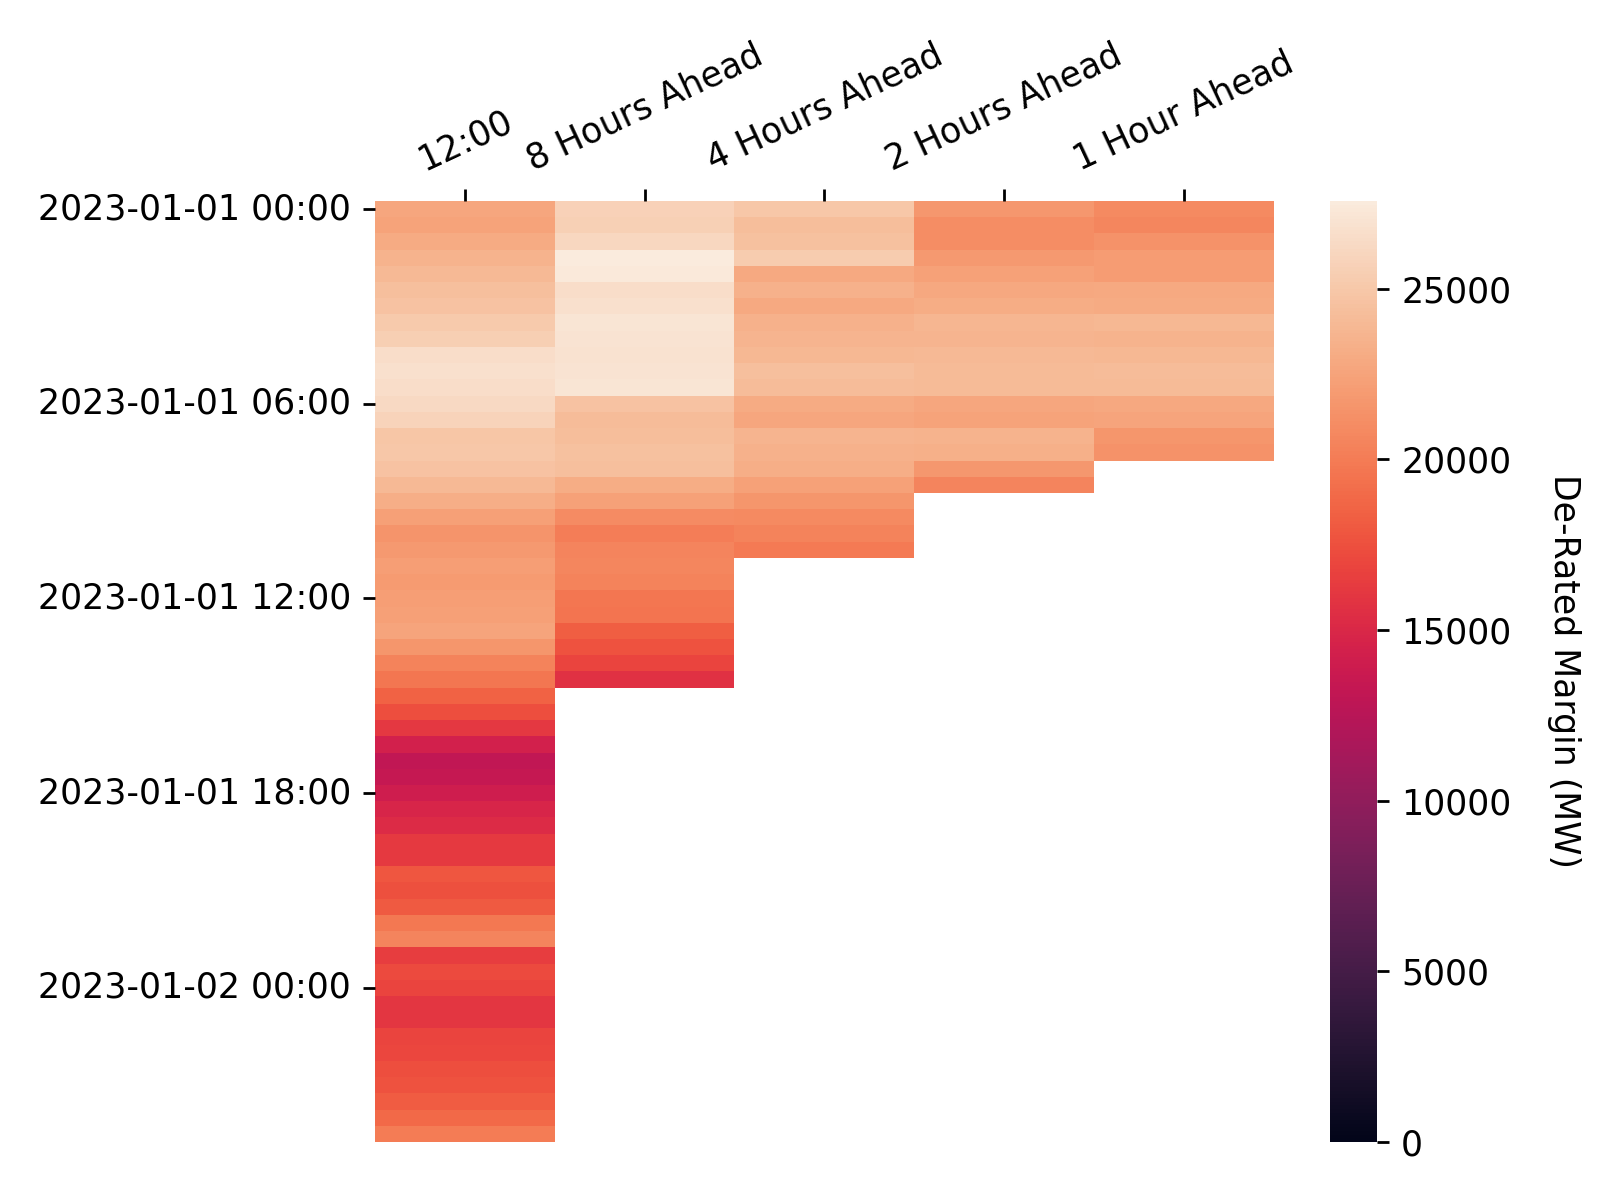 12:00
8 Hours Ahead
4 Hours Ahead
2 Hours Ahead
1 Hour Ahead
2023-01-01 00:00
2023-01-01 06:00
2023-01-01 12:00
2023-01-01 18:00
2023-01-02 00:00
25000
20000
15000
10000
5000
0
De-Rated Margin (MW)